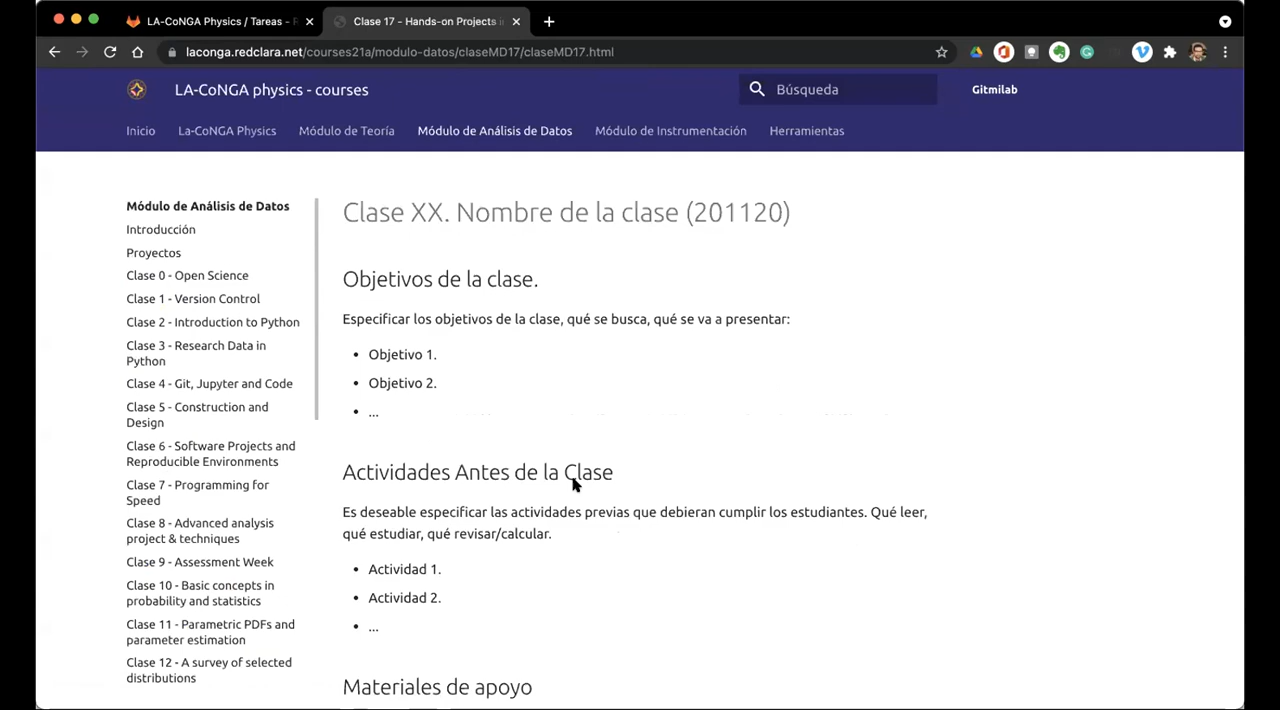 LA-CoNGA Physics / Tareas -
Clase 17 - Hands-on Projects i
laconga.redclara.net/courses21a/modulo-datos/claseMD17/claseMD17.html
LA-CoNGA physics - courses
Búsqueda
Gitmilab
Inicio
La-CoNGA Physics
Módulo de Teoría
Módulo de Análisis de Datos
Módulo de Instrumentación
Herramientas
Módulo de Análisis de Datos
Introducción
Proyectos
Clase 0 - Open Science
Clase 1 - Version Control
Clase 2 - Introduction to Python
Clase 3 - Research Data in
Python
Clase 4 - Git, Jupyter and Code
Clase 5 - Construction and
Design
Clase 6 - Software Projects and
Reproducible Environments
Clase 7 - Programming for
Speed
Clase 8 - Advanced analysis
project & techniques
Clase 9 - Assessment Week
Clase 10 - Basic concepts in
probability and statistics
Clase 11 - Parametric PDFs and
parameter estimation
Clase 12 - A survey of selected
distributions
Clase XX. Nombre de la clase (201120)
Objetivos de la clase.
Especificar los objetivos de la clase, qué se busca, qué se va a presentar:
• Objetivo 1.
• Objetivo 2.
• ...
Actividades Antes de la Clase
Es deseable especificar las actividades previas que debieran cumplir los estudiantes. Qué leer,
qué estudiar, qué revisar/calcular.
• Actividad 1.
• Actividad 2.
• ...
Materiales de apoyo